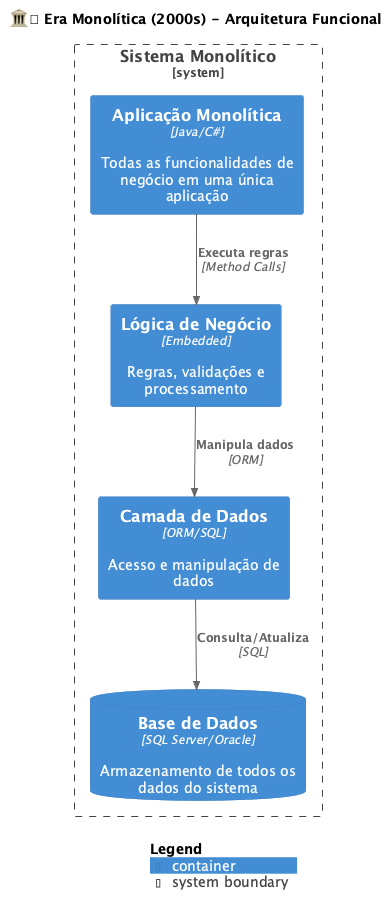 🏛️ Era Monolítica (2000s) - Arquitetura Funcional
Sistema Monolítico
[system]
Aplicação Monolítica
[Java/C#]
Todas as funcionalidades de
negócio em uma única
aplicação
Executa regras
[Method Calls]
Lógica de Negócio
[Embedded]
Regras, validações e
processamento
Manipula dados
[ORM]
Camada de Dados
[ORM/SQL]
Acesso e manipulação de
dados
Consulta/Atualiza
[SQL]
Base de Dados
[SQL Server/Oracle]
Armazenamento de todos os
dados do sistema
Legend
container
system boundary